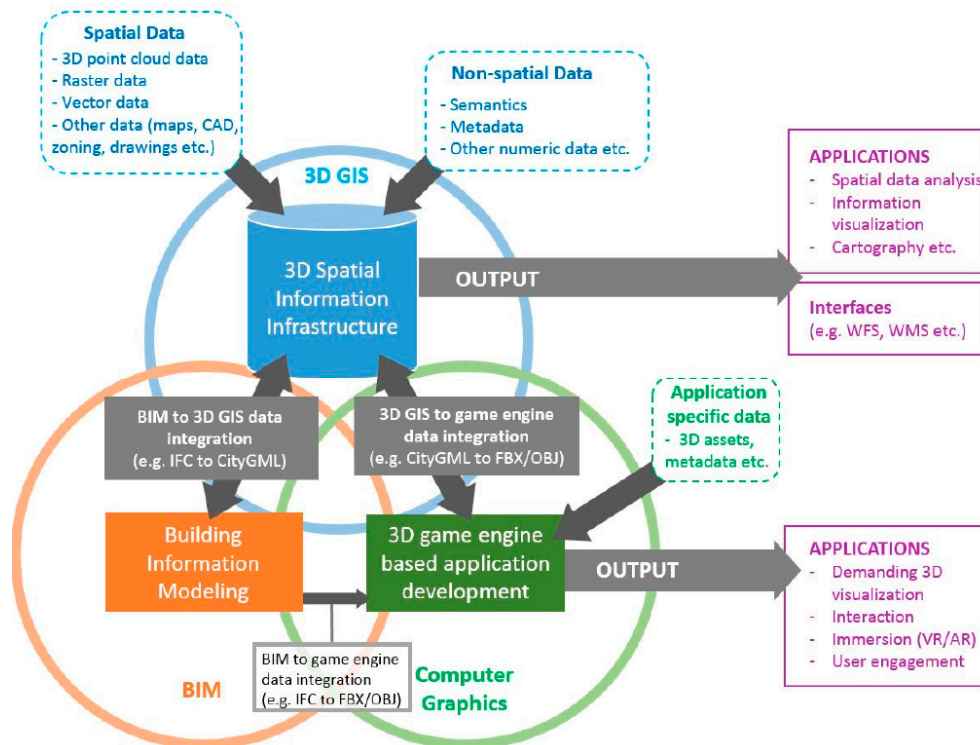 Spatial Data
- 3D point cloud data
- Raster data
- Vector data
- Other data (maps, CAD,
zoning, drawings etc.)
Non-spatial Data
- Semantics
- Metadata
- Other numeric data etc.
3D GIS
3D Spatial
Information
Infrastructure
OUTPUT
APPLICATIONS
- Spatial data analysis
- Information
visualization
- Cartography etc.
Interfaces
(e.g. WFS, WMS etc.)
BIM to 3D GIS data
integration
(e.g. IFC to CityGML)
3D GIS to game engine
data integration
(e.g. CityGML to FBX/OBJ)
Application
specific data
- 3D assets,
metadata etc.
Building
Information
Modeling
3D game engine
based application
development
OUTPUT
APPLICATIONS
- Demanding 3D
visualization
- Interaction
- Immersion (VR/AR)
- User engagement
BIM to game engine
data integration
(e.g. IFC to FBX/OBJ)
BIM
Computer
Graphics